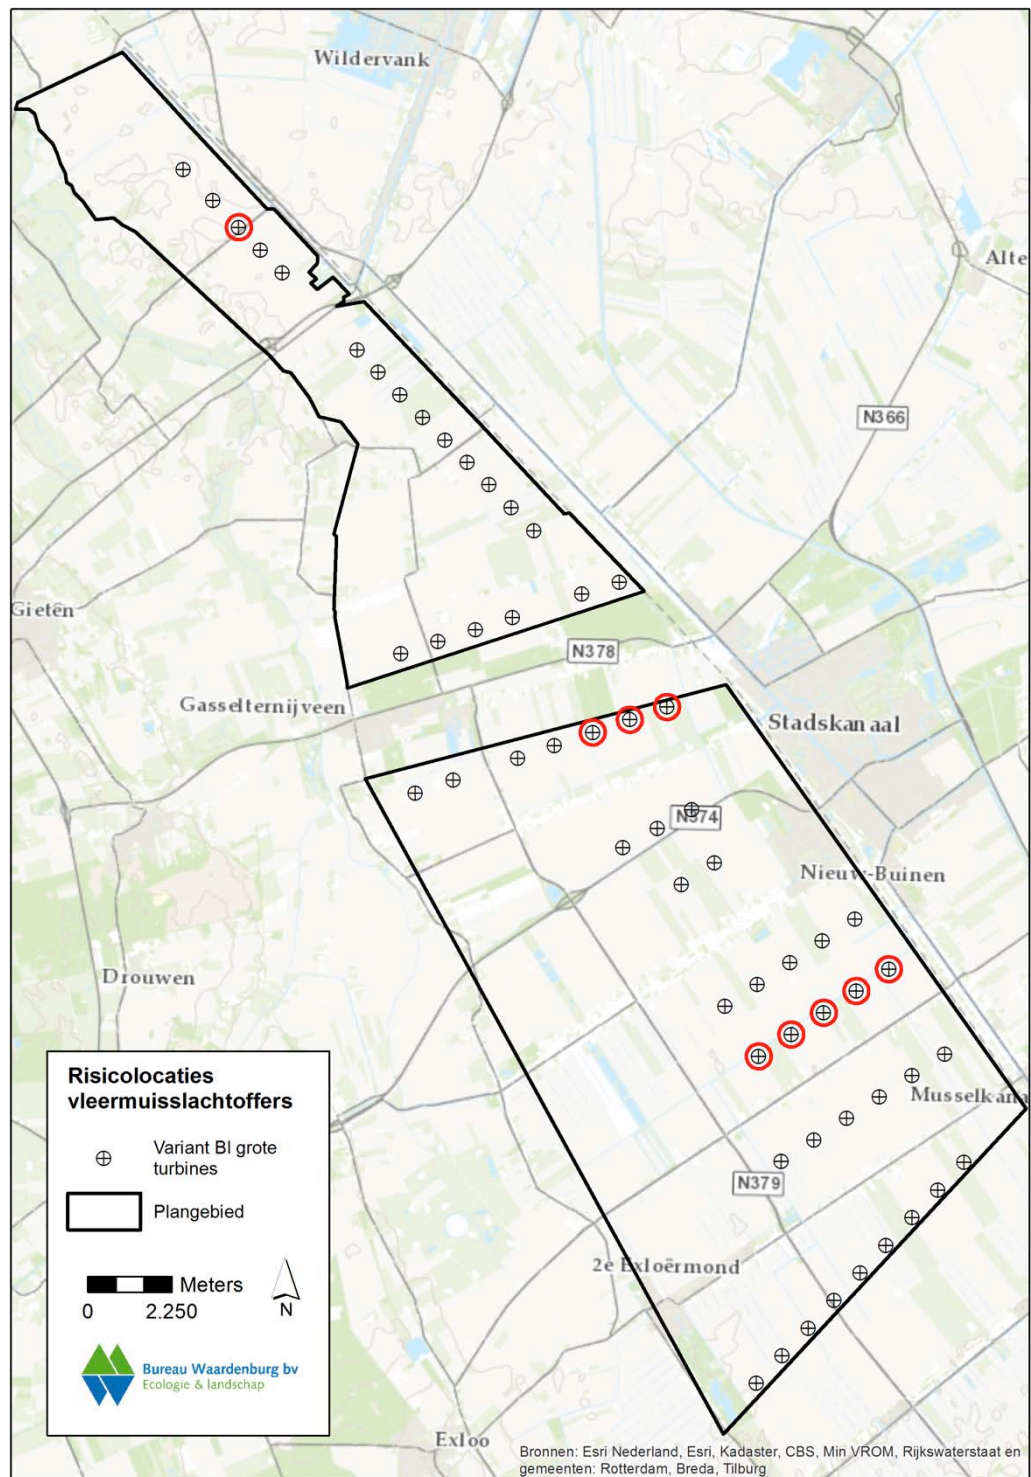 Wildervank
Alte
N366
Gieten
N378
Gasselternijveen
Stadskanaal
N374
Nieuw-Buinen
Drouwen
Risicolocaties
vleermuisslachtoffers
Variant BI grote
turbines
Plangebied
Meters
0 2.250
N
Bureau Waardenburg bv
Ecologie & landschap
Musselkana
N379
2e Exloërmond
Exloo
Bronnen: Esri Nederland, Esri, Kadaster, CBS, Min VROM, Rijkswaterstaat en
gemeenten: Rotterdam, Breda, Tilburg